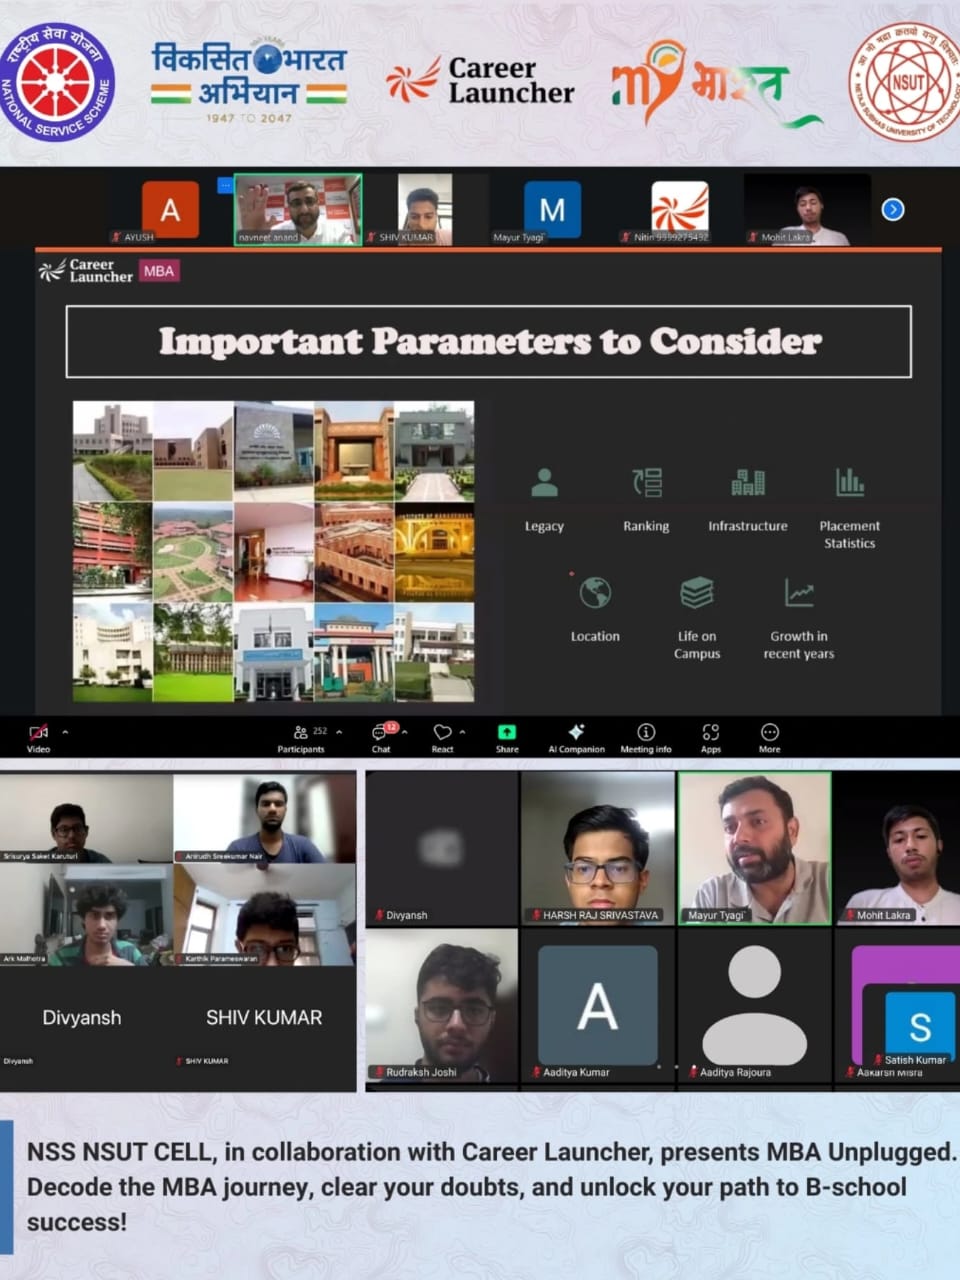 राष्ट्रीय सेवा योजना
NATIONAL SERVICE SCHEME
विकसित भारत
अभियान
1947 TO 2047
Career
Launcher
my भारत
NSUT
NETAJI SUBHAS UNIVERSITY OF TECHNOLOGY
A
AYUSH
navneet anand
SHIV KUMAR
M
Mayur Tyagi
Nitin 9999275492
Mohit Lakra
Career
Launcher
MBA
Important Parameters to Consider
Legacy
Ranking
Infrastructure
Placement
Statistics
Location
Life on
Campus
Growth in
recent years
Video
252
Participants
12
Chat
React
Share
AI Companion
Meeting info
Apps
More
Srisurya Saket Karuturi
Anirudh Sreekumar Nair
Ark Malhotra
Karthik Parameswaran
Divyansh
SHIV KUMAR
Divyansh
SHIV KUMAR
Divyansh
HARSH RAJ SRIVASTAVA
Mayur Tyagi
Mohit Lakra
Rudraksh Joshi
A
Aaditya Kumar
Aaditya Rajoura
S
Satish Kumar
Aakarsh Misra
NSS NSUT CELL, in collaboration with Career Launcher, presents MBA Unplugged.
Decode the MBA journey, clear your doubts, and unlock your path to B-school
success!